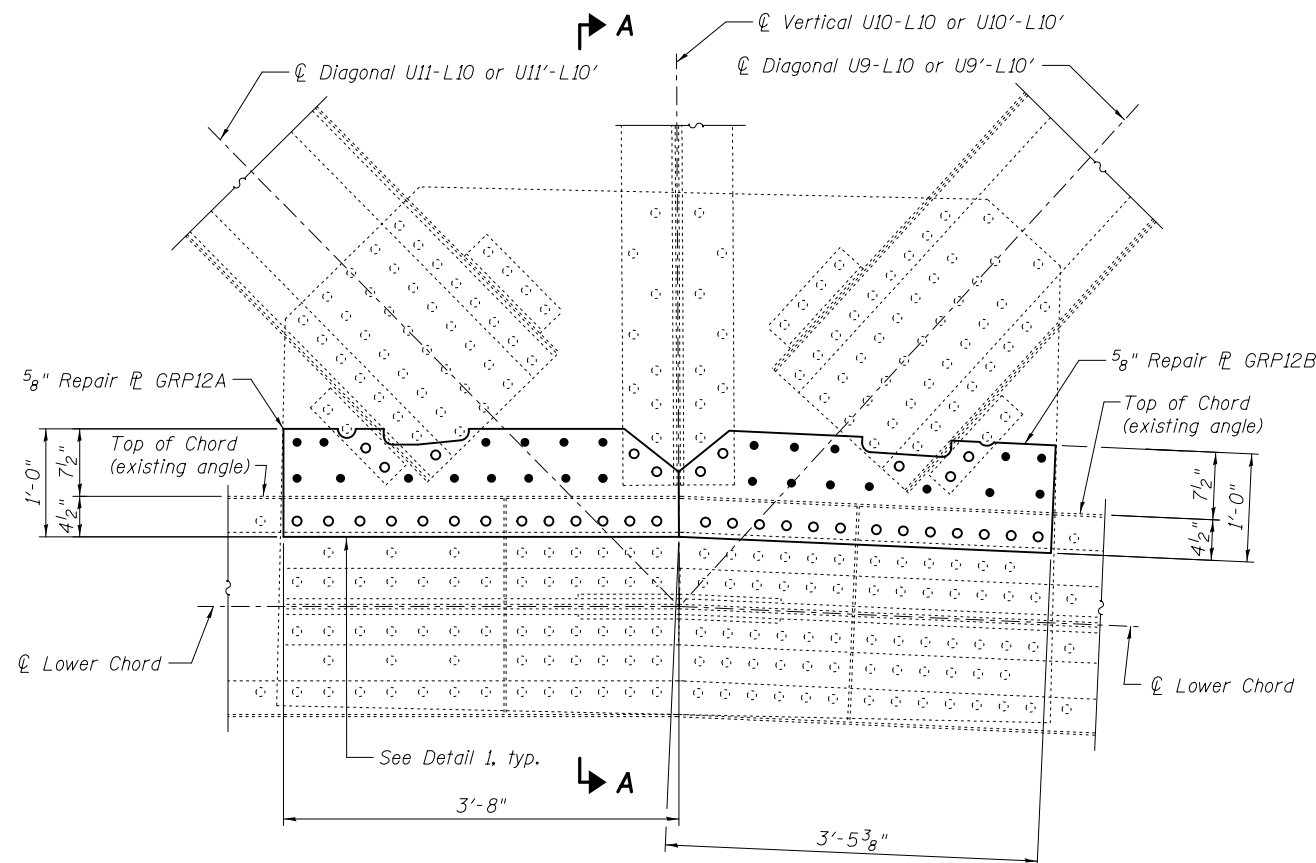 A
℄ Vertical U10-L10 or U10'-L10'
℄ Diagonal U11-L10 or U11'-L10'
℄ Diagonal U9-L10 or U9'-L10'
5/8" Repair ℙL GRP12A
5/8" Repair ℙL GRP12B
Top of Chord
(existing angle)
Top of Chord
(existing angle)
1'-0"
7 1/2"
4 1/2"
7 1/2"
4 1/2"
1'-0"
℄ Lower Chord
℄ Lower Chord
See Detail 1, typ.
A
3'-8"
3'-5 3/8"